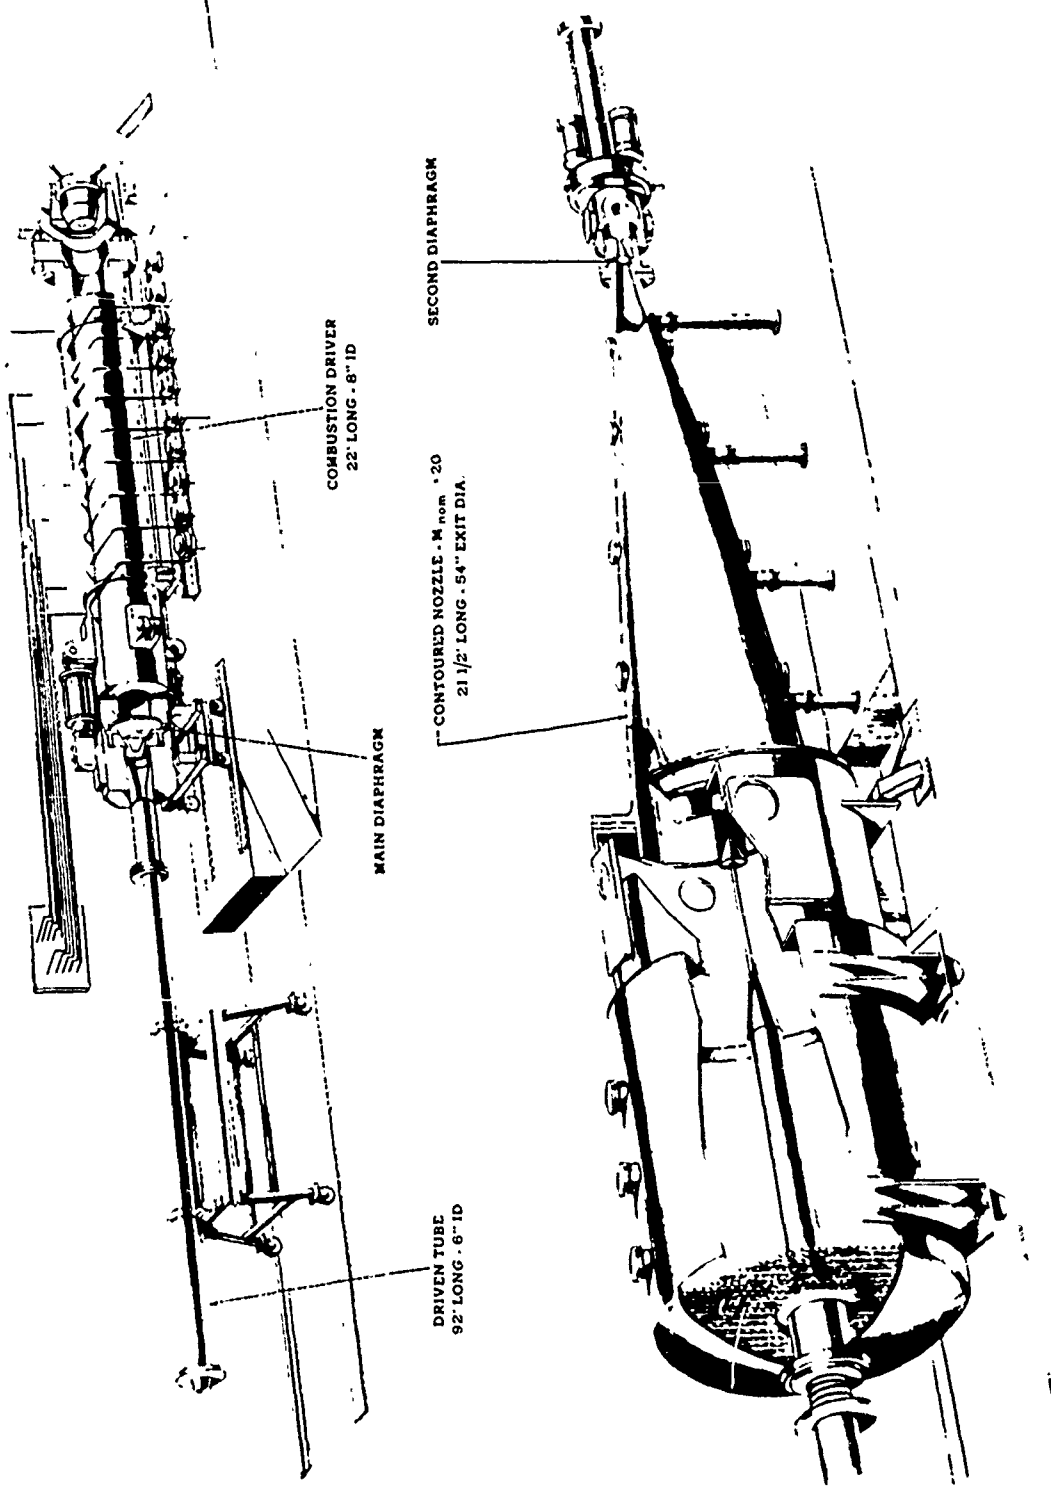 COMBUSTION DRIVER
22' LONG - 8" ID
MAIN DIAPHRAGM
DRIVEN TUBE
92' LONG - 6" ID
SECOND DIAPHRAGM
CONTOURED NOZZLE - M nom = 20
21 1/2' LONG - 54" EXIT DIA.